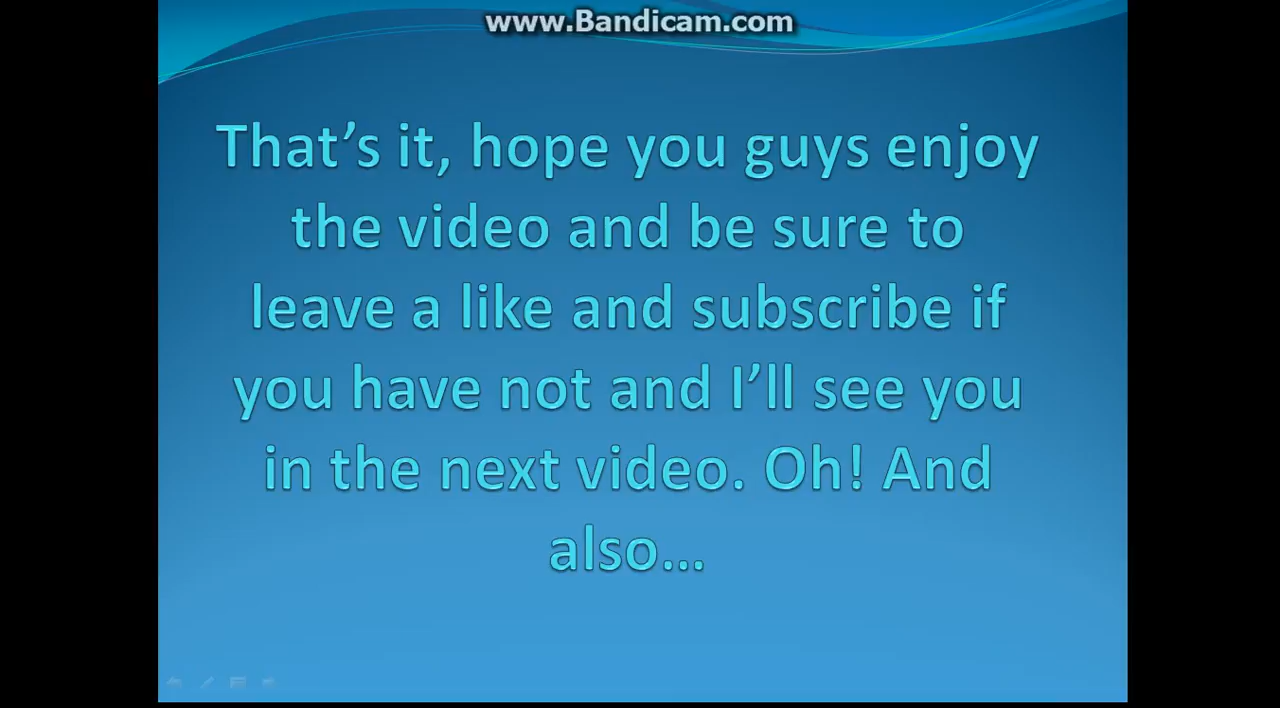 www.Bandicam.com
That’s it, hope you guys enjoy
the video and be sure to
leave a like and subscribe if
you have not and I’ll see you
in the next video. Oh! And
also…